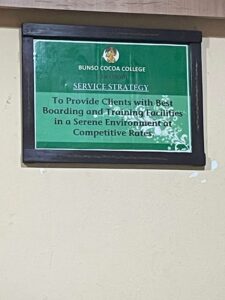 BUNSO COCOA COLLEGE
SERVICE STRATEGY
To Provide Clients with Best
Boarding and Training Facilities
in a Serene Environment at
Competitive Rates.